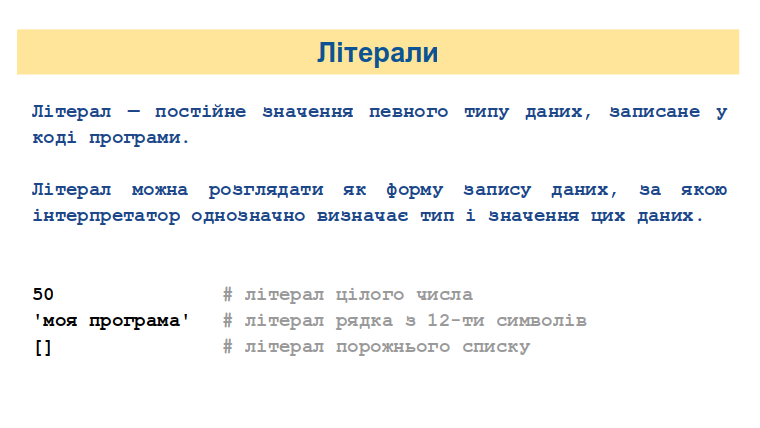 Літерали
Літерал — постійне значення певного типу даних, записане у
коді програми.
Літерал можна розглядати як форму запису даних, за якою
інтерпретатор однозначно визначає тип і значення цих даних.
50 # літерал цілого числа
'моя програма' # літерал рядка з 12-ти символів
[] # літерал порожнього списку